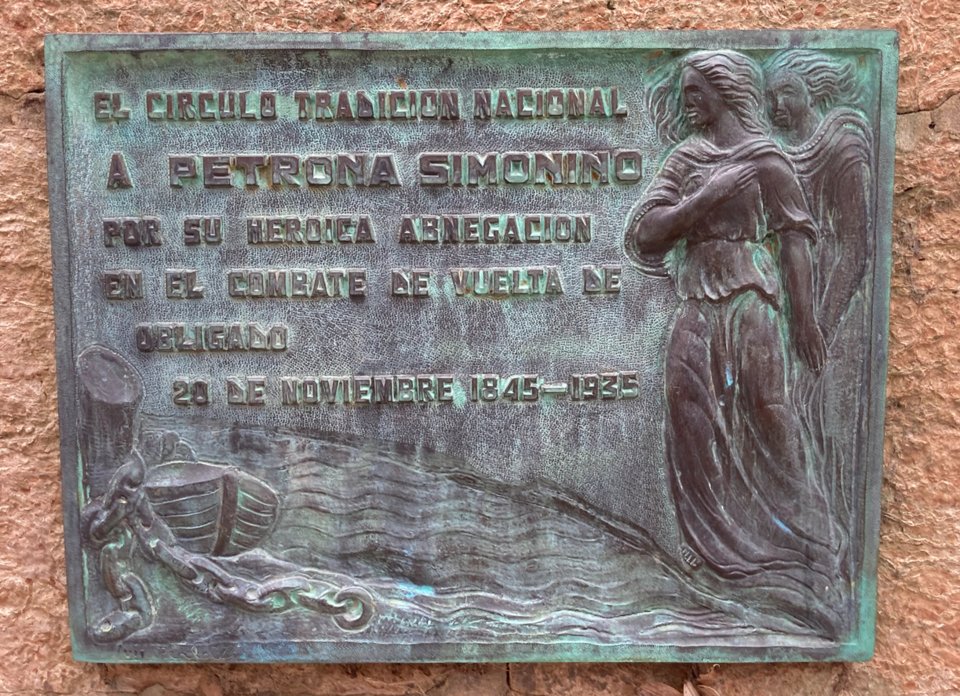 EL CIRCULO TRADICION NACIONAL
A PETRONA SIMONINO
POR SU HEROICA ABNEGACION
EN EL COMBATE DE VUELTA DE
OBLIGADO
20 DE NOVIEMBRE 1845—1935